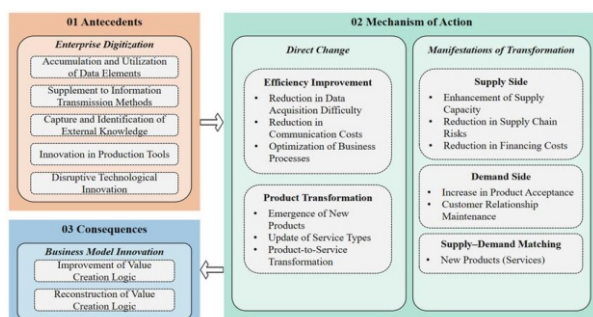 01 Antecedents
Enterprise Digitization
Accumulation and Utilization
of Data Elements
Supplement to Information
Transmission Methods
Capture and Identification of
External Knowledge
Innovation in Production Tools
Disruptive Technological
Innovation
02 Mechanism of Action
Direct Change
Efficiency Improvement
• Reduction in Data
Acquisition Difficulty
• Reduction in
Communication Costs
• Optimization of Business
Processes
Product Transformation
• Emergence of New
Products
• Update of Service Types
• Product-to-Service
Transformation
Manifestations of Transformation
Supply Side
• Enhancement of Supply
Capacity
• Reduction in Supply Chain
Risks
• Reduction in Financing Costs
Demand Side
• Increase in Product Acceptance
• Customer Relationship
Maintenance
Supply–Demand Matching
• New Products (Services)
03 Consequences
Business Model Innovation
Improvement of Value
Creation Logic
Reconstruction of Value
Creation Logic